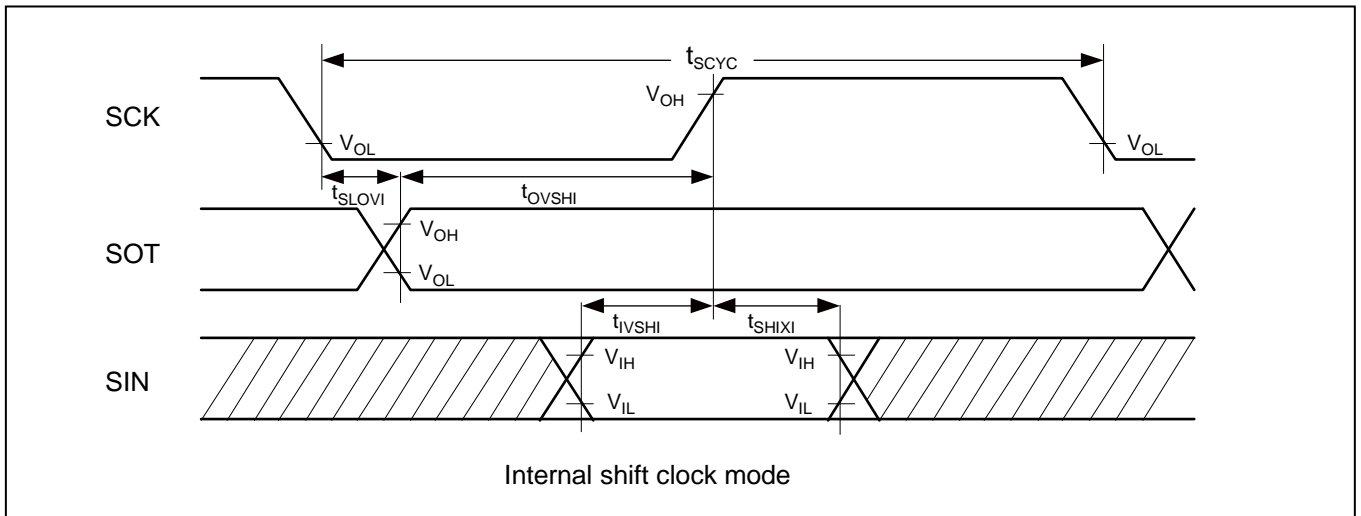 tSCYC
SCK
VOH
VOL
VOL
tSLOVI
tOVSHI
SOT
VOH
VOL
tIVSHI
tSHIXI
SIN
VIH
VIH
VIL
VIL
Internal shift clock mode